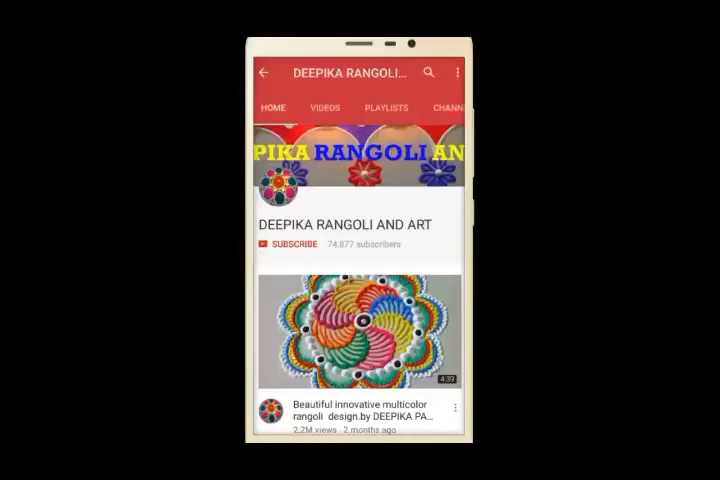 DEEPIKA RANGOLI...
HOME VIDEOS PLAYLISTS CHANN
PIKA RANGOLI AN
DEEPIKA RANGOLI AND ART
SUBSCRIBE 74,877 subscribers
4:39
Beautiful innovative multicolor
rangoli design.by DEEPIKA PA...
2.2M views · 2 months ago